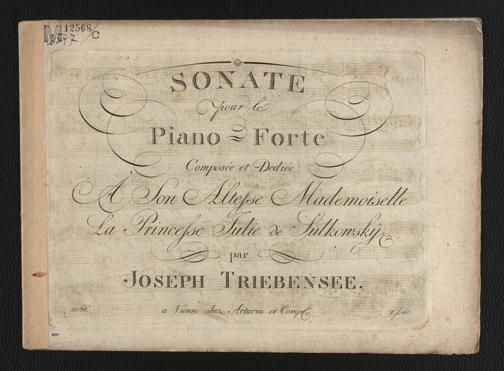 M 12568/C
SONATE
pour le
Piano = Forte
Composée et Dediée
A Son Altesse Mademoiselle
La Princesse Julie de Sulkowskÿ
par
JOSEPH TRIEBENSEE.
a Vienne chez Artaria et Comp.